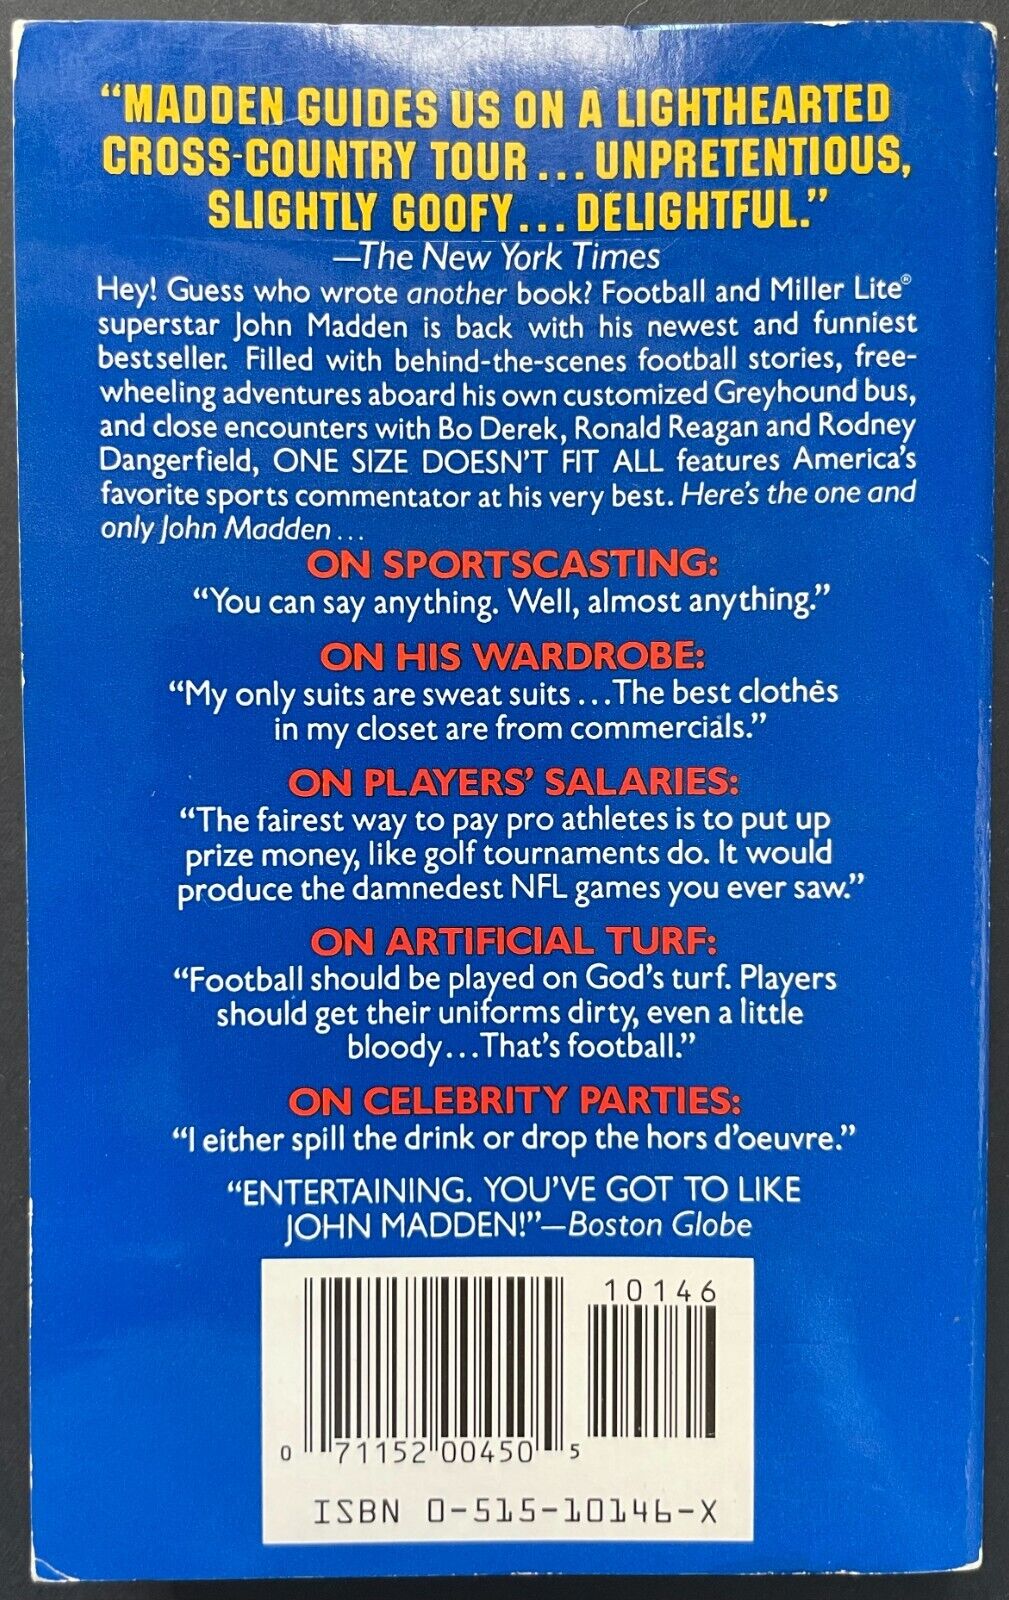 “MADDEN GUIDES US ON A LIGHTHEARTED
CROSS-COUNTRY TOUR ... UNPRETENTIOUS,
SLIGHTLY GOOFY... DELIGHTFUL.”
—The New York Times
Hey! Guess who wrote another book? Football and Miller Lite®
superstar John Madden is back with his newest and funniest
bestseller. Filled with behind-the-scenes football stories, free-
wheeling adventures aboard his own customized Greyhound bus,
and close encounters with Bo Derek, Ronald Reagan and Rodney
Dangerfield, ONE SIZE DOESN'T FIT ALL features America's
favorite sports commentator at his very best. Here's the one and
only John Madden...
ON SPORTSCASTING:
“You can say anything. Well, almost anything.”
ON HIS WARDROBE:
“My only suits are sweat suits ...The best clothes
in my closet are from commercials.”
ON PLAYERS' SALARIES:
“The fairest way to pay pro athletes is to put up
prize money, like golf tournaments do. It would
produce the damnedest NFL games you ever saw.”
ON ARTIFICIAL TURF:
“Football should be played on God's turf. Players
should get their uniforms dirty, even a little
bloody...That's football.”
ON CELEBRITY PARTIES:
“I either spill the drink or drop the hors d'oeuvre.”
“ENTERTAINING. YOU'VE GOT TO LIKE
JOHN MADDEN!”—Boston Globe
10146
0 71152 00450 5
ISBN 0-515-10146-X